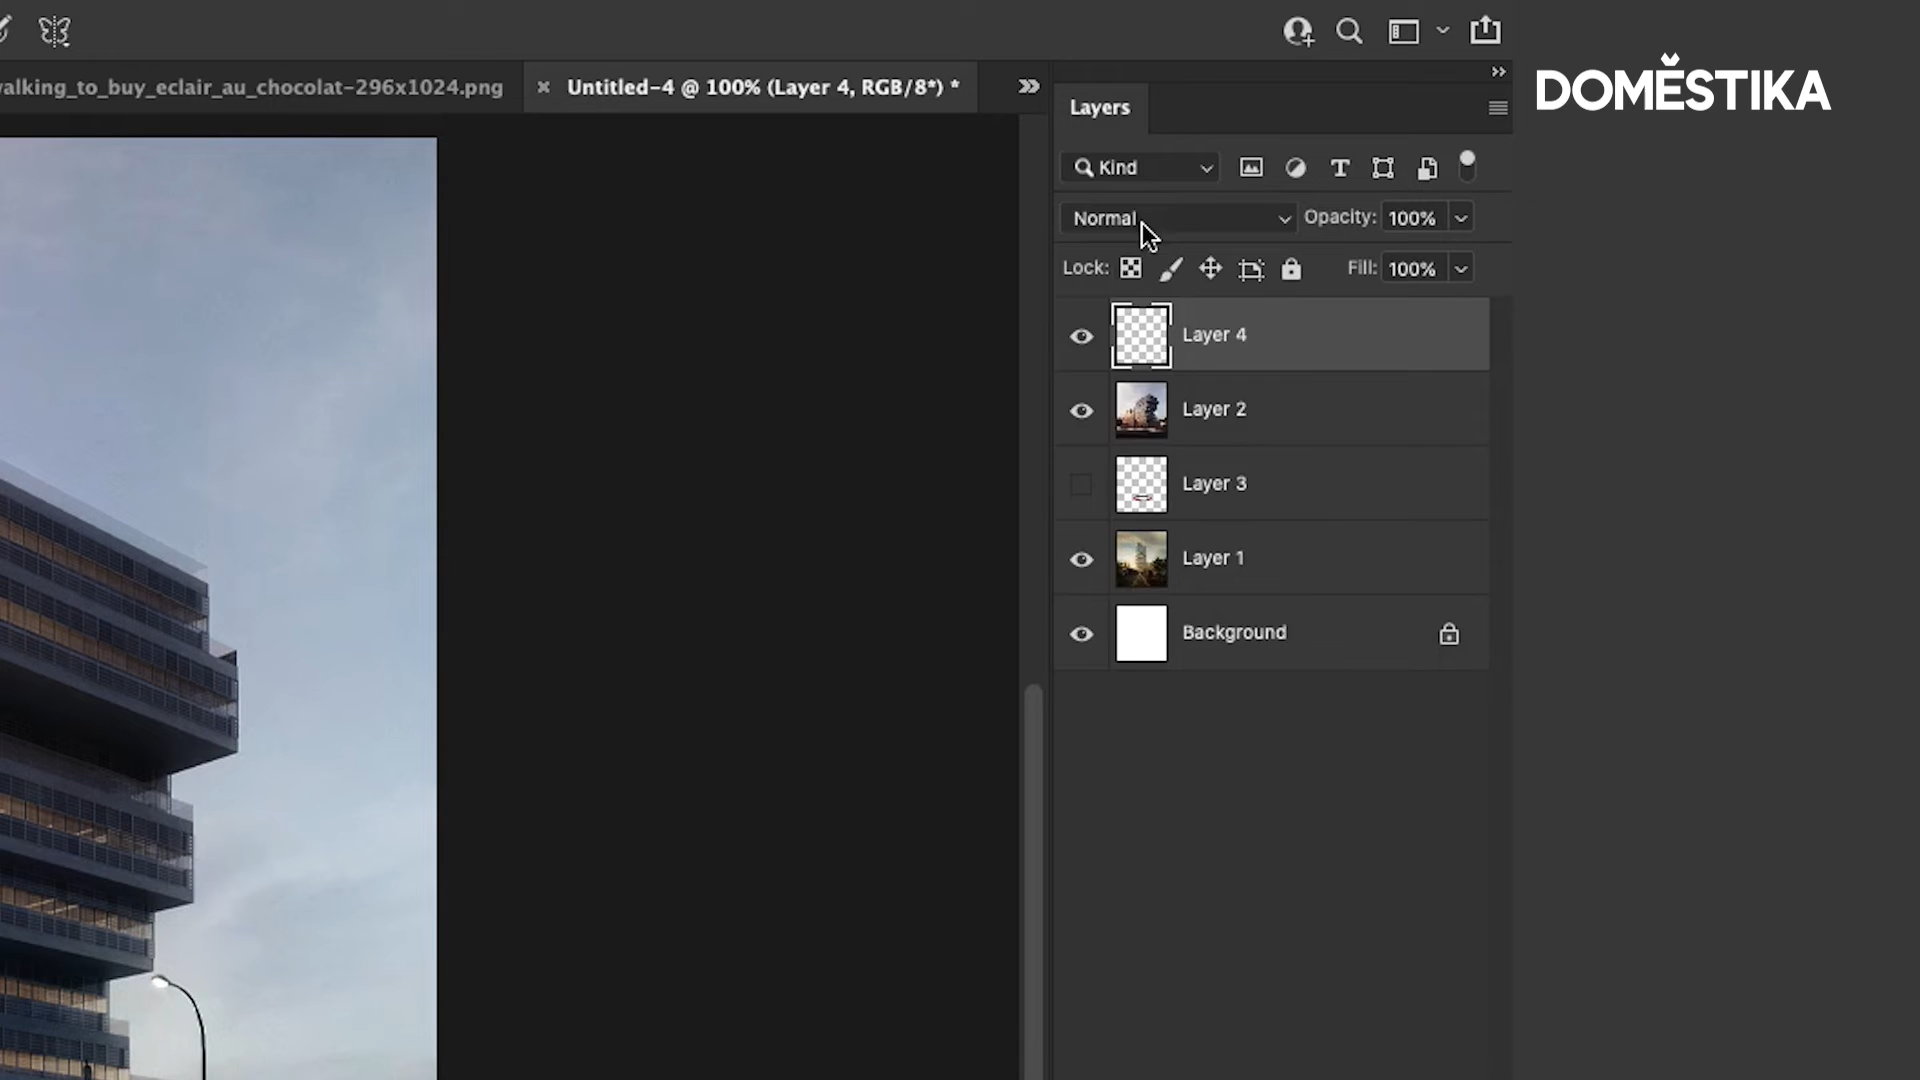 alking_to_buy_eclair_au_chocolat-296x1024.png
Untitled-4 @ 100% (Layer 4, RGB/8*) *
DOMESTIKA
Layers
Kind
Normal
Opacity: 100%
Lock:
Fill: 100%
Layer 4
Layer 2
Layer 3
Layer 1
Background